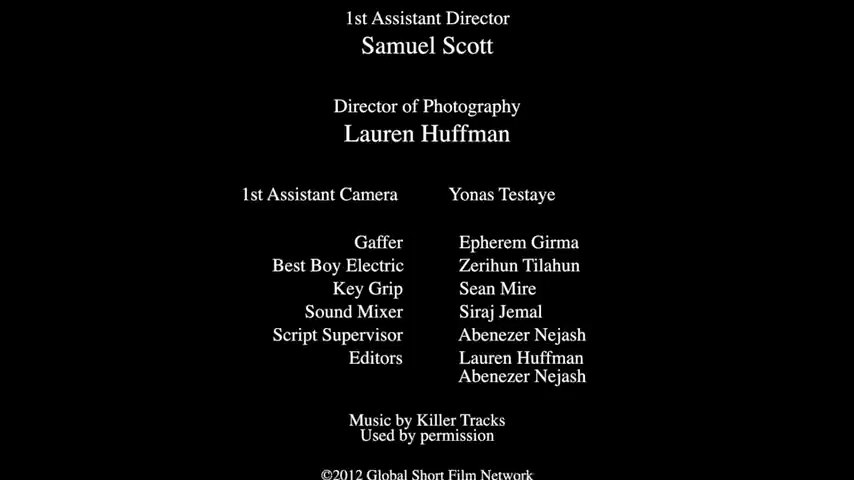 1st Assistant Director
Samuel Scott
Director of Photography
Lauren Huffman
1st Assistant Camera Yonas Testaye
Gaffer Epherem Girma
Best Boy Electric Zerihun Tilahun
Key Grip Sean Mire
Sound Mixer Siraj Jemal
Script Supervisor Abenezer Nejash
Editors Lauren Huffman
Abenezer Nejash
Music by Killer Tracks
Used by permission
©2012 Global Short Film Network